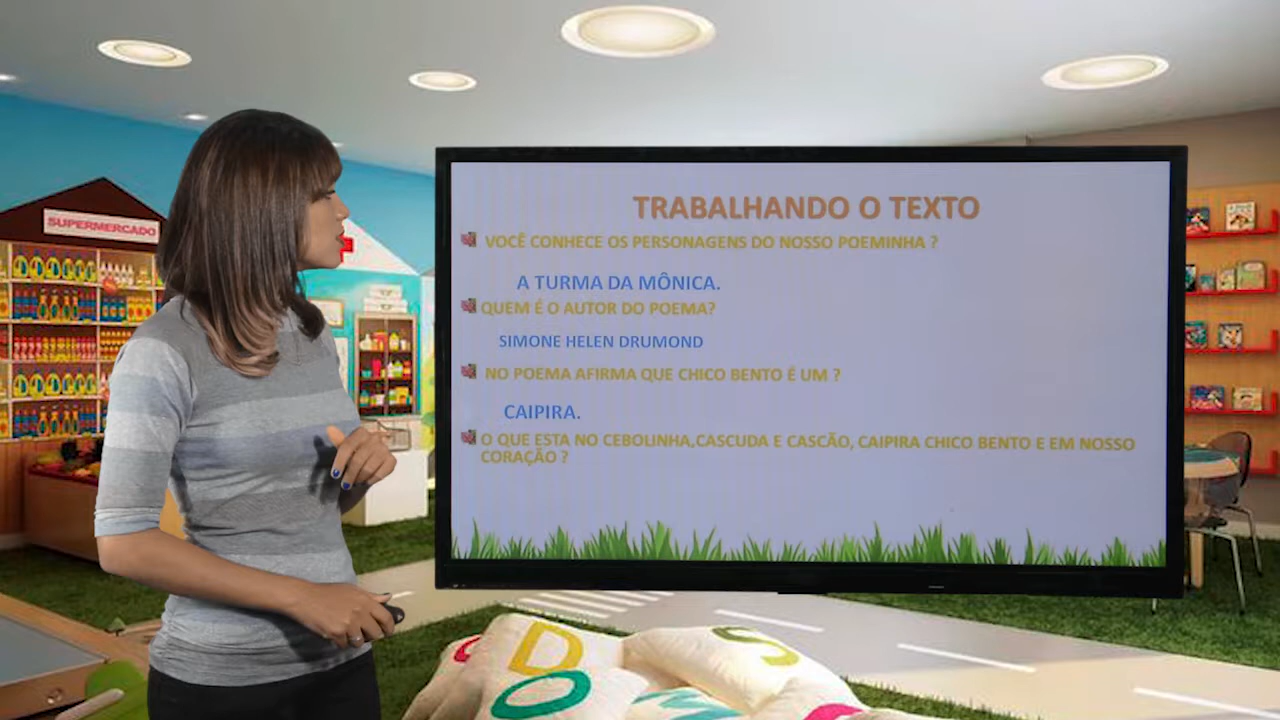 SUPERMERCADO
TRABALHANDO O TEXTO
VOCÊ CONHECE OS PERSONAGENS DO NOSSO POEMINHA ?
A TURMA DA MÔNICA.
QUEM É O AUTOR DO POEMA?
SIMONE HELEN DRUMOND
NO POEMA AFIRMA QUE CHICO BENTO É UM ?
CAIPIRA.
O QUE ESTA NO CEBOLINHA,CASCUDA E CASCÃO, CAIPIRA CHICO BENTO E EM NOSSO
CORAÇÃO ?